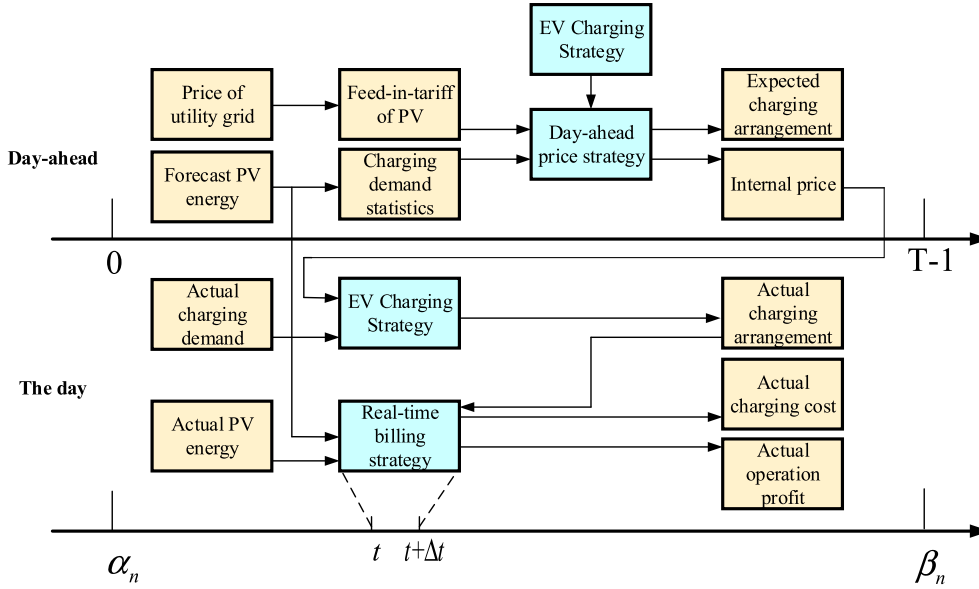 EV Charging
Strategy
Price of
utility grid
Feed-in-tariff
of PV
Day-ahead
price strategy
Expected
charging
arrangement
Day-ahead
Forecast PV
energy
Charging
demand
statistics
Internal price
0
T-1
Actual
charging
demand
EV Charging
Strategy
Actual
charging
arrangement
The day
Actual PV
energy
Real-time
billing
strategy
Actual
charging cost
Actual
operation
profit
αn
t
t+Δt
βn